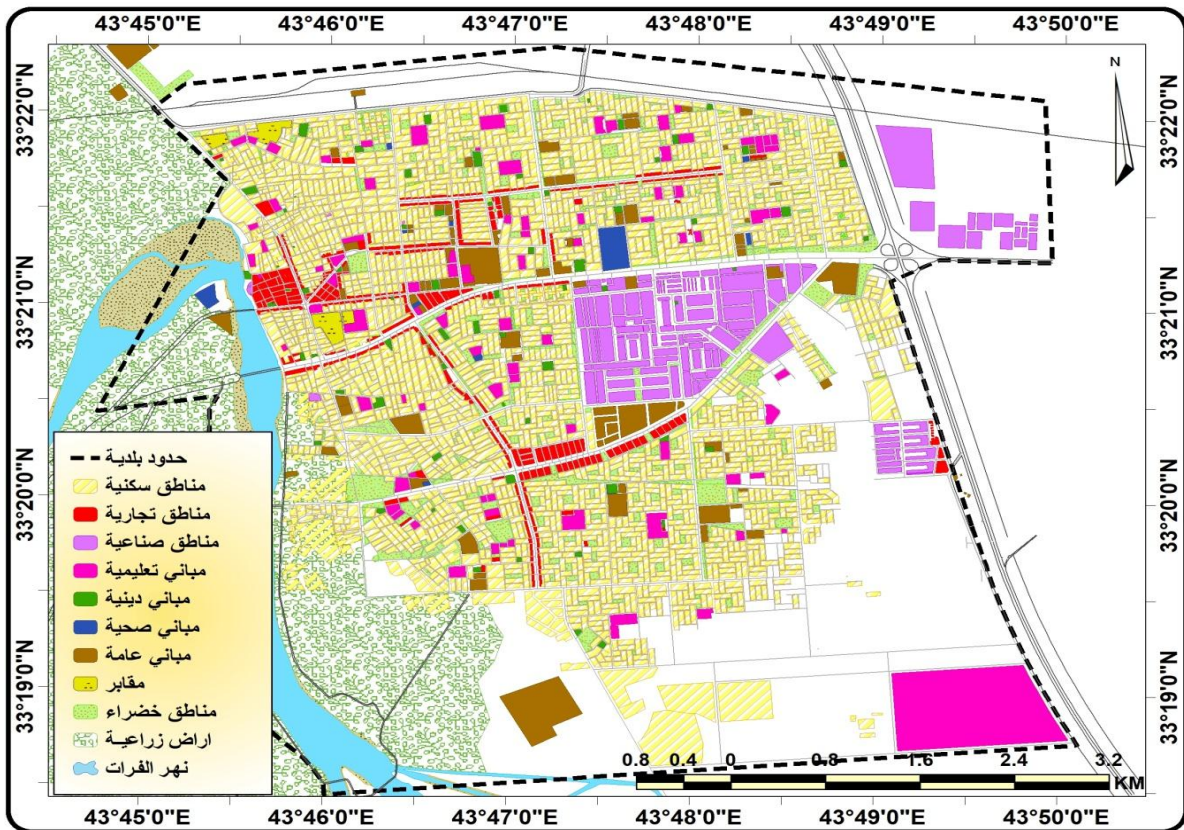 43°45'0"E 43°46'0"E 43°47'0"E 43°48'0"E 43°49'0"E 43°50'0"E
N
33°22'0"N 33°22'0"N
33°21'0"N 33°21'0"N
33°20'0"N 33°20'0"N
33°19'0"N 33°19'0"N
حدود بلدية
مناطق سكنية
مناطق تجارية
مناطق صناعية
مباني تعليمية
مباني دينية
مباني صحية
مباني عامة
مقابر
مناطق خضراء
اراض زراعية
نهر الفرات
0.8 0.4 0 0.8 1.6 2.4 3.2
KM
43°45'0"E 43°46'0"E 43°47'0"E 43°48'0"E 43°49'0"E 43°50'0"E